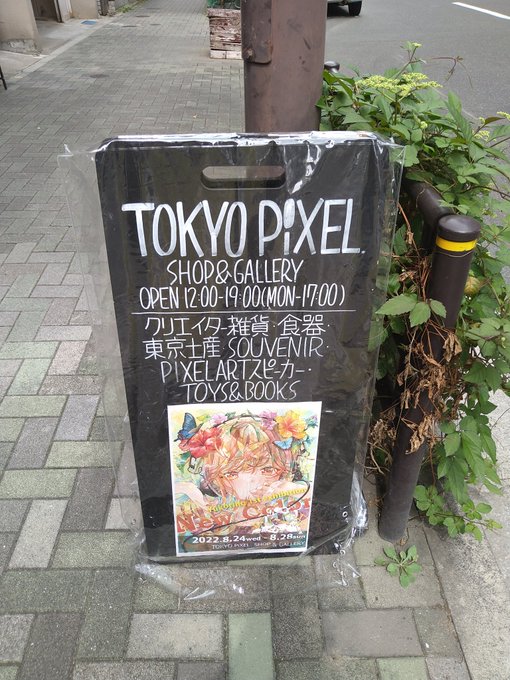 TOKYO PiXEL.
SHOP&GALLERY
OPEN 12:00-19:00(MON-17:00)
クリエイター雑貨・食器・
東京土産・SOUVENIR・
PIXELARTスピーカー・
TOYS&BOOKS
2022.8.24wed - 8.28sun
TOKYO PiXEL. SHOP & GALLERY